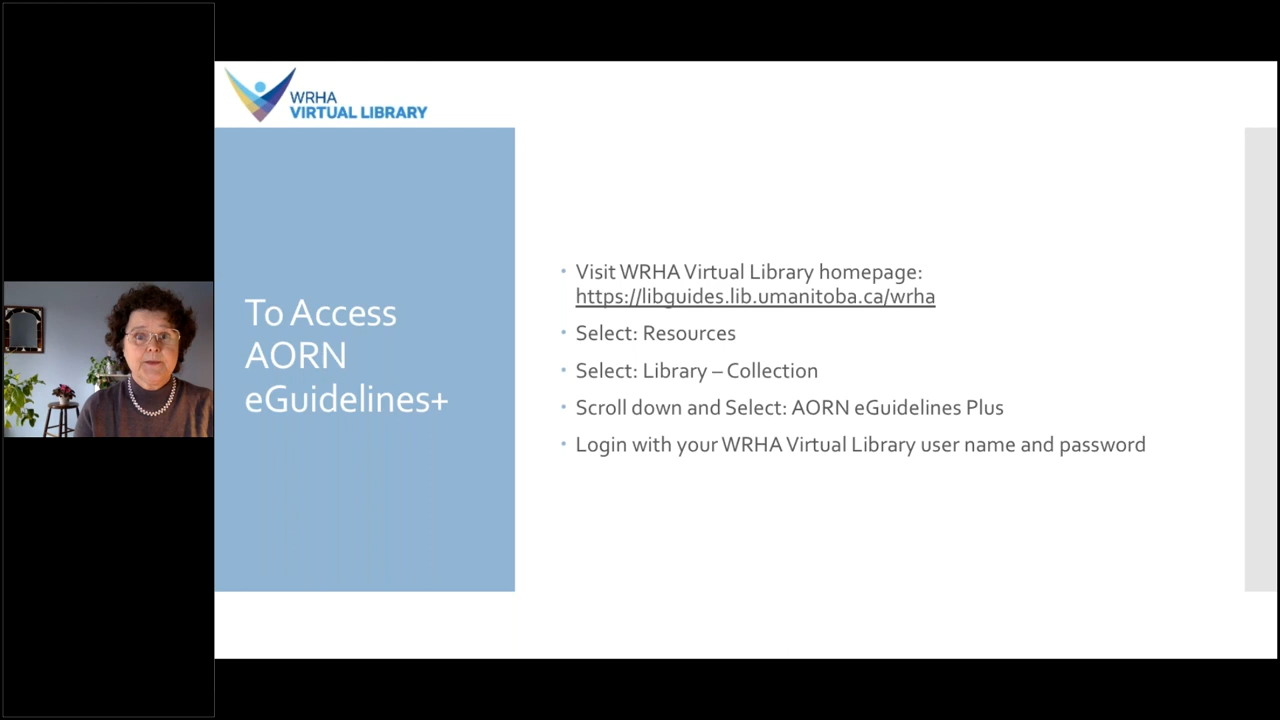 WRHA
VIRTUAL LIBRARY
To Access
AORN
eGuidelines+
• Visit WRHA Virtual Library homepage:
https://libguides.lib.umanitoba.ca/wrha
• Select: Resources
• Select: Library – Collection
• Scroll down and Select: AORN eGuidelines Plus
• Login with your WRHA Virtual Library user name and password